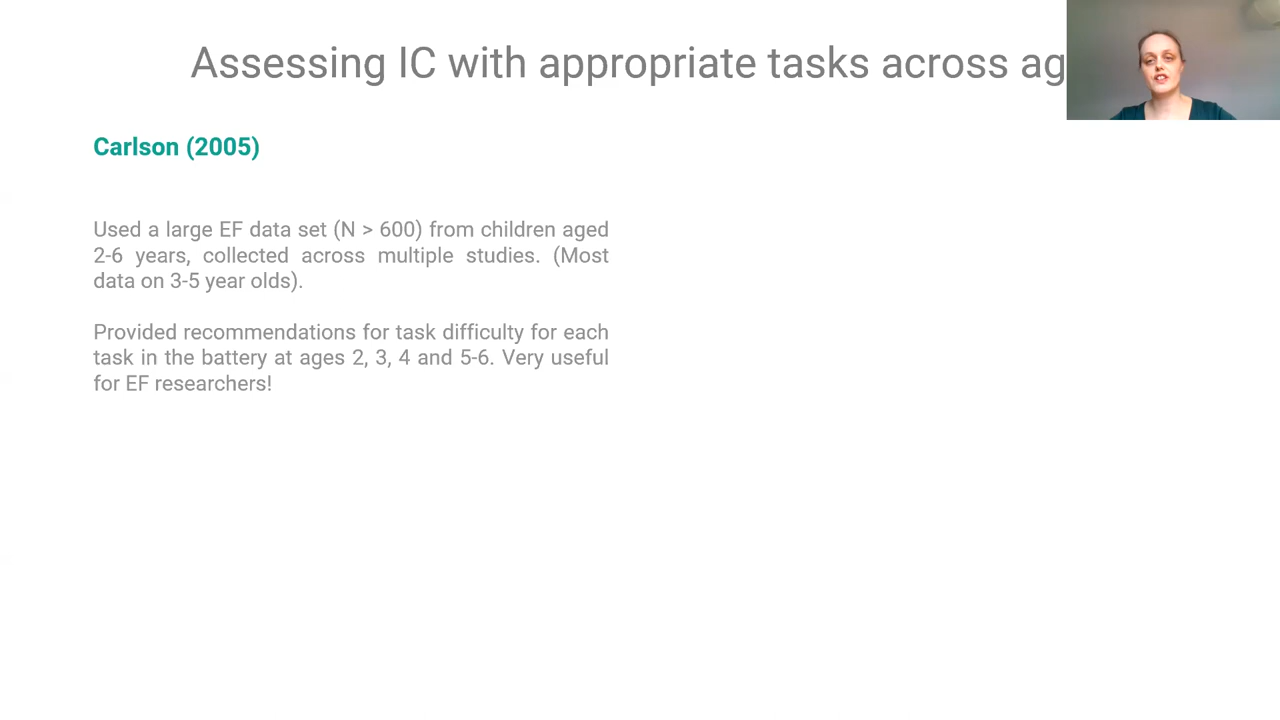 Assessing IC with appropriate tasks across ag
Carlson (2005)
Used a large EF data set (N > 600) from children aged
2-6 years, collected across multiple studies. (Most
data on 3-5 year olds).
Provided recommendations for task difficulty for each
task in the battery at ages 2, 3, 4 and 5-6. Very useful
for EF researchers!